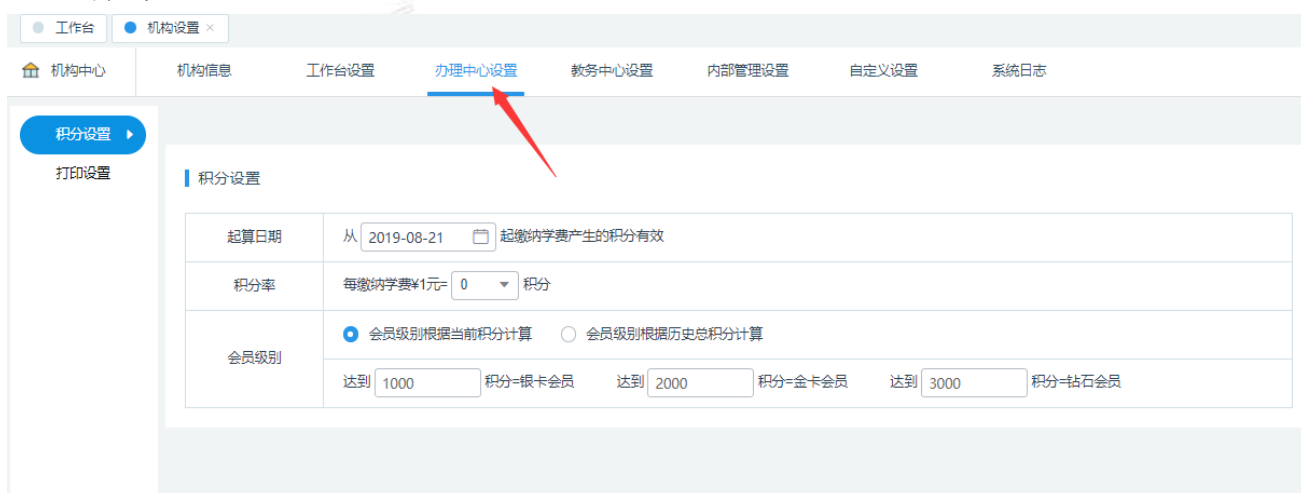 工作台 机构设置 ×
机构中心 机构信息 工作台设置 办理中心设置 教务中心设置 内部管理设置 自定义设置 系统日志
积分设置
打印设置
积分设置
起算日期 从 2019-08-21 起缴纳学费产生的积分有效
积分率 每缴纳学费¥1元= 0 积分
会员级别 会员级别根据当前积分计算 会员级别根据历史总积分计算
达到 1000 积分=银卡会员 达到 2000 积分=金卡会员 达到 3000 积分=钻石会员